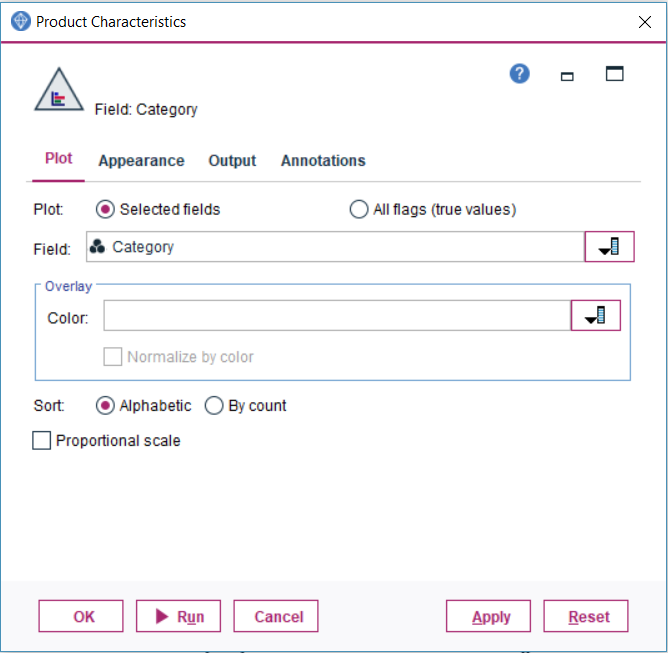 Product Characteristics
?
Field: Category
Plot Appearance Output Annotations
Plot: Selected fields All flags (true values)
Field: Category
Overlay
Color:
Normalize by color
Sort: Alphabetic By count
Proportional scale
OK Run Cancel Apply Reset